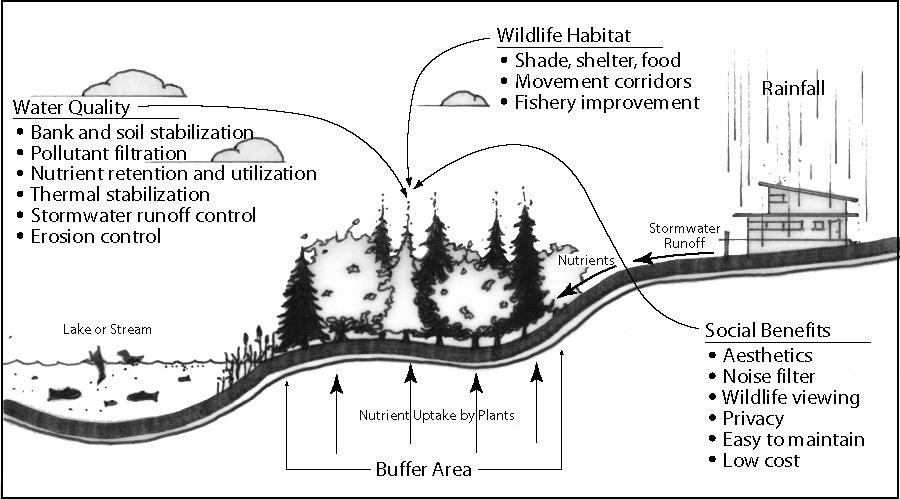 Wildlife Habitat
• Shade, shelter, food
• Movement corridors
• Fishery improvement
Rainfall
Water Quality
• Bank and soil stabilization
• Pollutant filtration
• Nutrient retention and utilization
• Thermal stabilization
• Stormwater runoff control
• Erosion control
Stormwater
Runoff
Nutrients
Lake or Stream
Social Benefits
• Aesthetics
• Noise filter
• Wildlife viewing
• Privacy
• Easy to maintain
• Low cost
Nutrient Uptake by Plants
Buffer Area